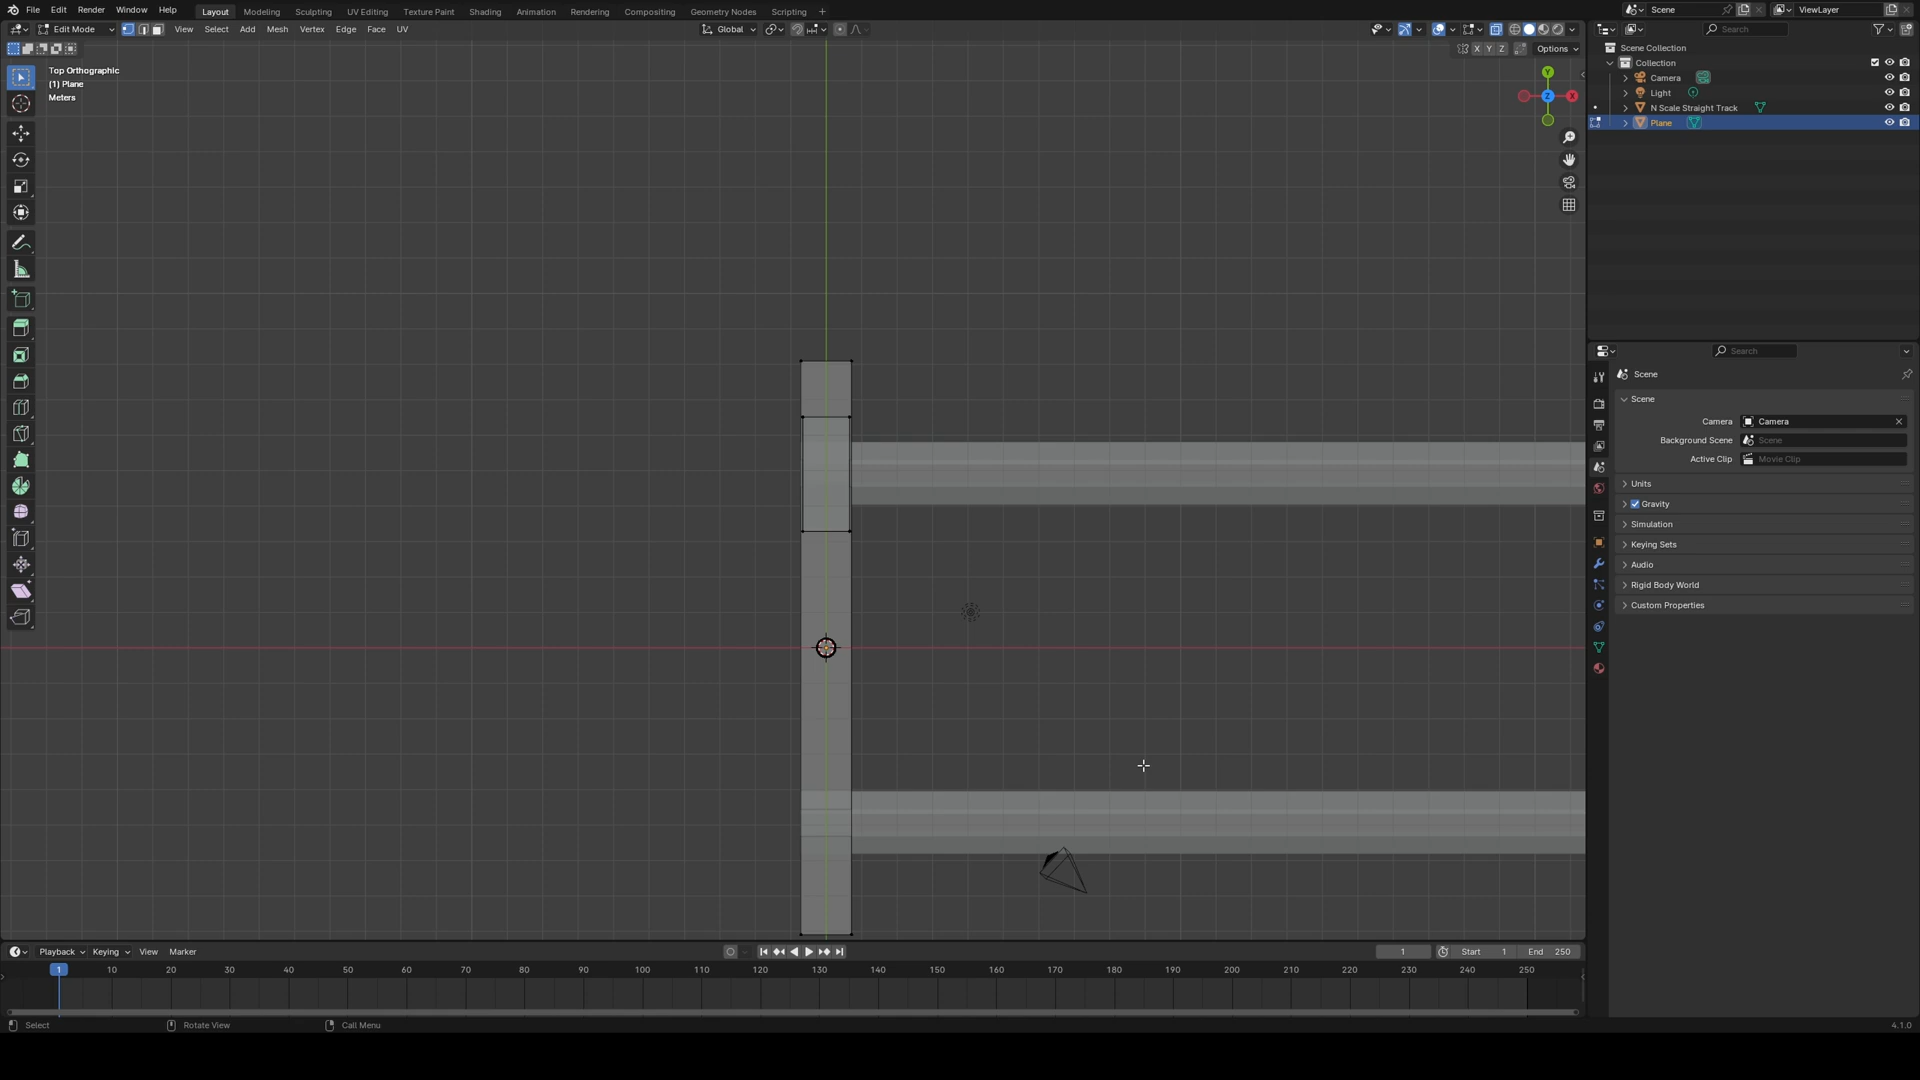 File Edit Render Window Help Layout Modeling Sculpting UV Editing Texture Paint Shading Animation Rendering Compositing Geometry Nodes Scripting + Scene ViewLayer
Edit Mode View Select Add Mesh Vertex Edge Face UV Global Search
X Y Z Options
Scene Collection
Collection
Camera
Light
N Scale Straight Track
Plane
Top Orthographic
(1) Plane
Meters
Y
Z
X
Search
Scene
Scene
Camera Camera
Background Scene Scene
Active Clip Movie Clip
Units
Gravity
Simulation
Keying Sets
Audio
Rigid Body World
Custom Properties
Playback Keying View Marker 1 Start 1 End 250
1 10 20 30 40 50 60 70 80 90 100 110 120 130 140 150 160 170 180 190 200 210 220 230 240 250
Select Rotate View Call Menu 4.1.0